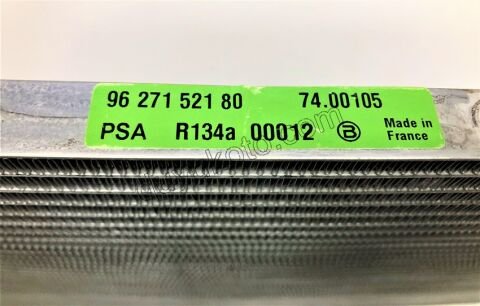 96 271 521 80 74.00105
PSA R134a 00012 B Made in France